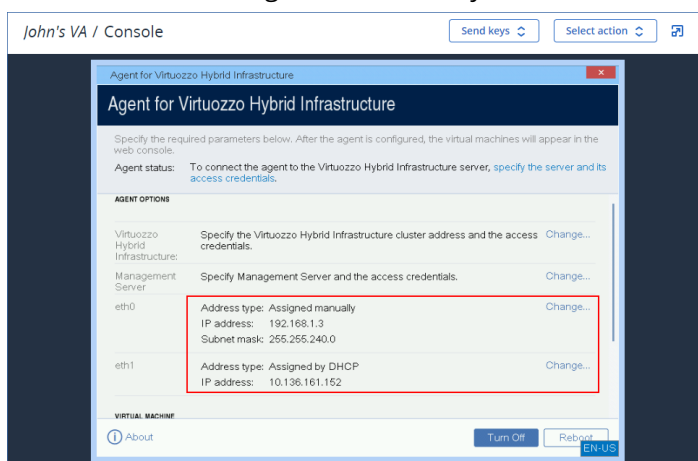 John's VA / Console
Send keys
Select action
Agent for Virtuozzo Hybrid Infrastructure
Agent for Virtuozzo Hybrid Infrastructure
Specify the required parameters below. After the agent is configured, the virtual machines will appear in the
web console.
Agent status: To connect the agent to the Virtuozzo Hybrid Infrastructure server, specify the server and its
access credentials.
AGENT OPTIONS
Virtuozzo
Hybrid
Infrastructure:
Specify the Virtuozzo Hybrid Infrastructure cluster address and the access
credentials.
Change...
Management
Server
Specify Management Server and the access credentials.
Change...
eth0
Address type: Assigned manually
Change...
IP address: 192.168.1.3
Subnet mask: 255.255.240.0
eth1
Address type: Assigned by DHCP
Change...
IP address: 10.136.161.152
VIRTUAL MACHINE
About
Turn Off
Reboot
EN-US